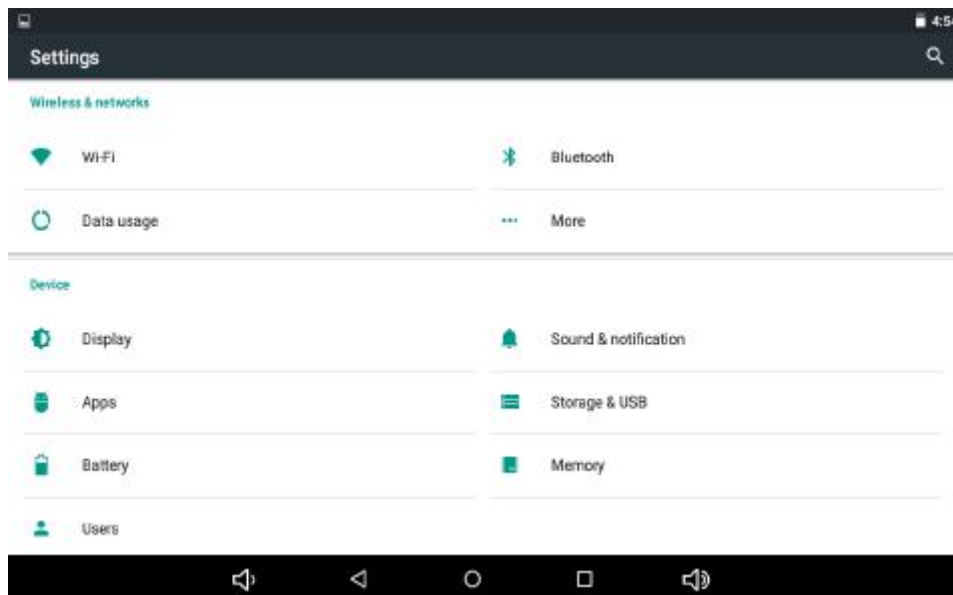 4:54
Settings
Wireless & networks
Wi-Fi
Bluetooth
Data usage
More
Device
Display
Sound & notification
Apps
Storage & USB
Battery
Memory
Users